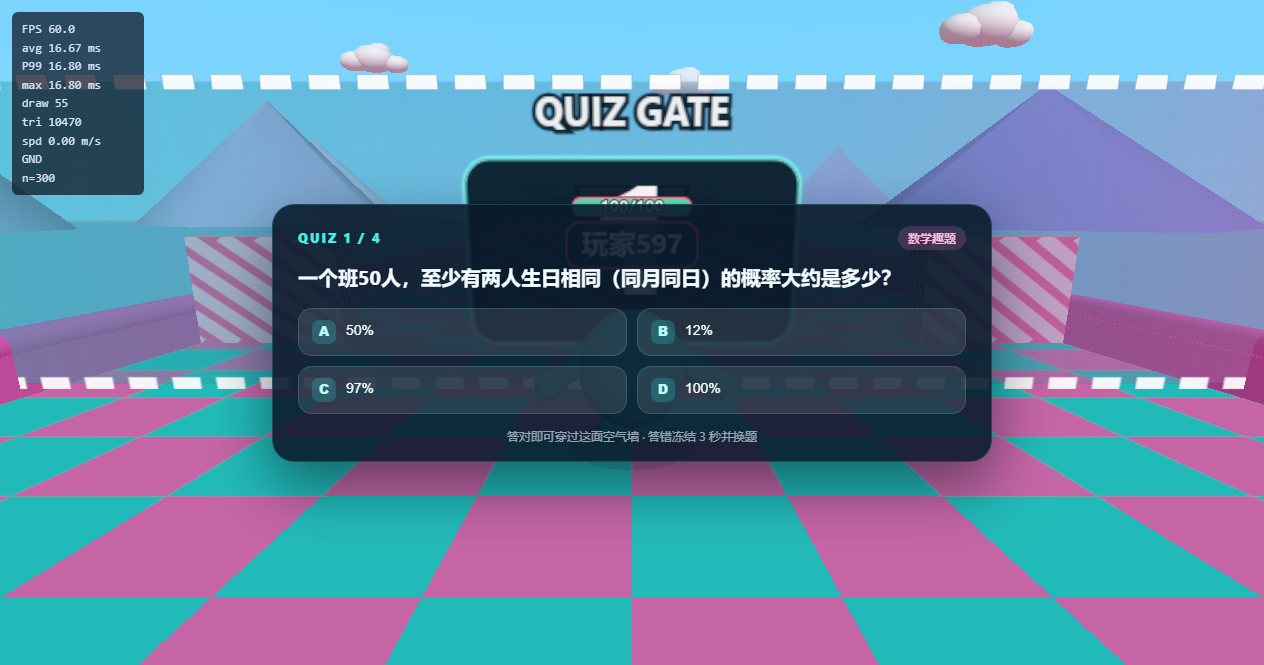 FPS 60.0
avg 16.67 ms
P99 16.80 ms
max 16.80 ms
draw 55
tri 10470
spd 0.00 m/s
GND
n=300
QUIZ GATE
1
100/100
玩家597
QUIZ 1 / 4
数学趣题
一个班50人，至少有两人生日相同（同月同日）的概率大约是多少？
A 50%
B 12%
C 97%
D 100%
答对即可穿过这面空气墙 · 答错冻结 3 秒并换题